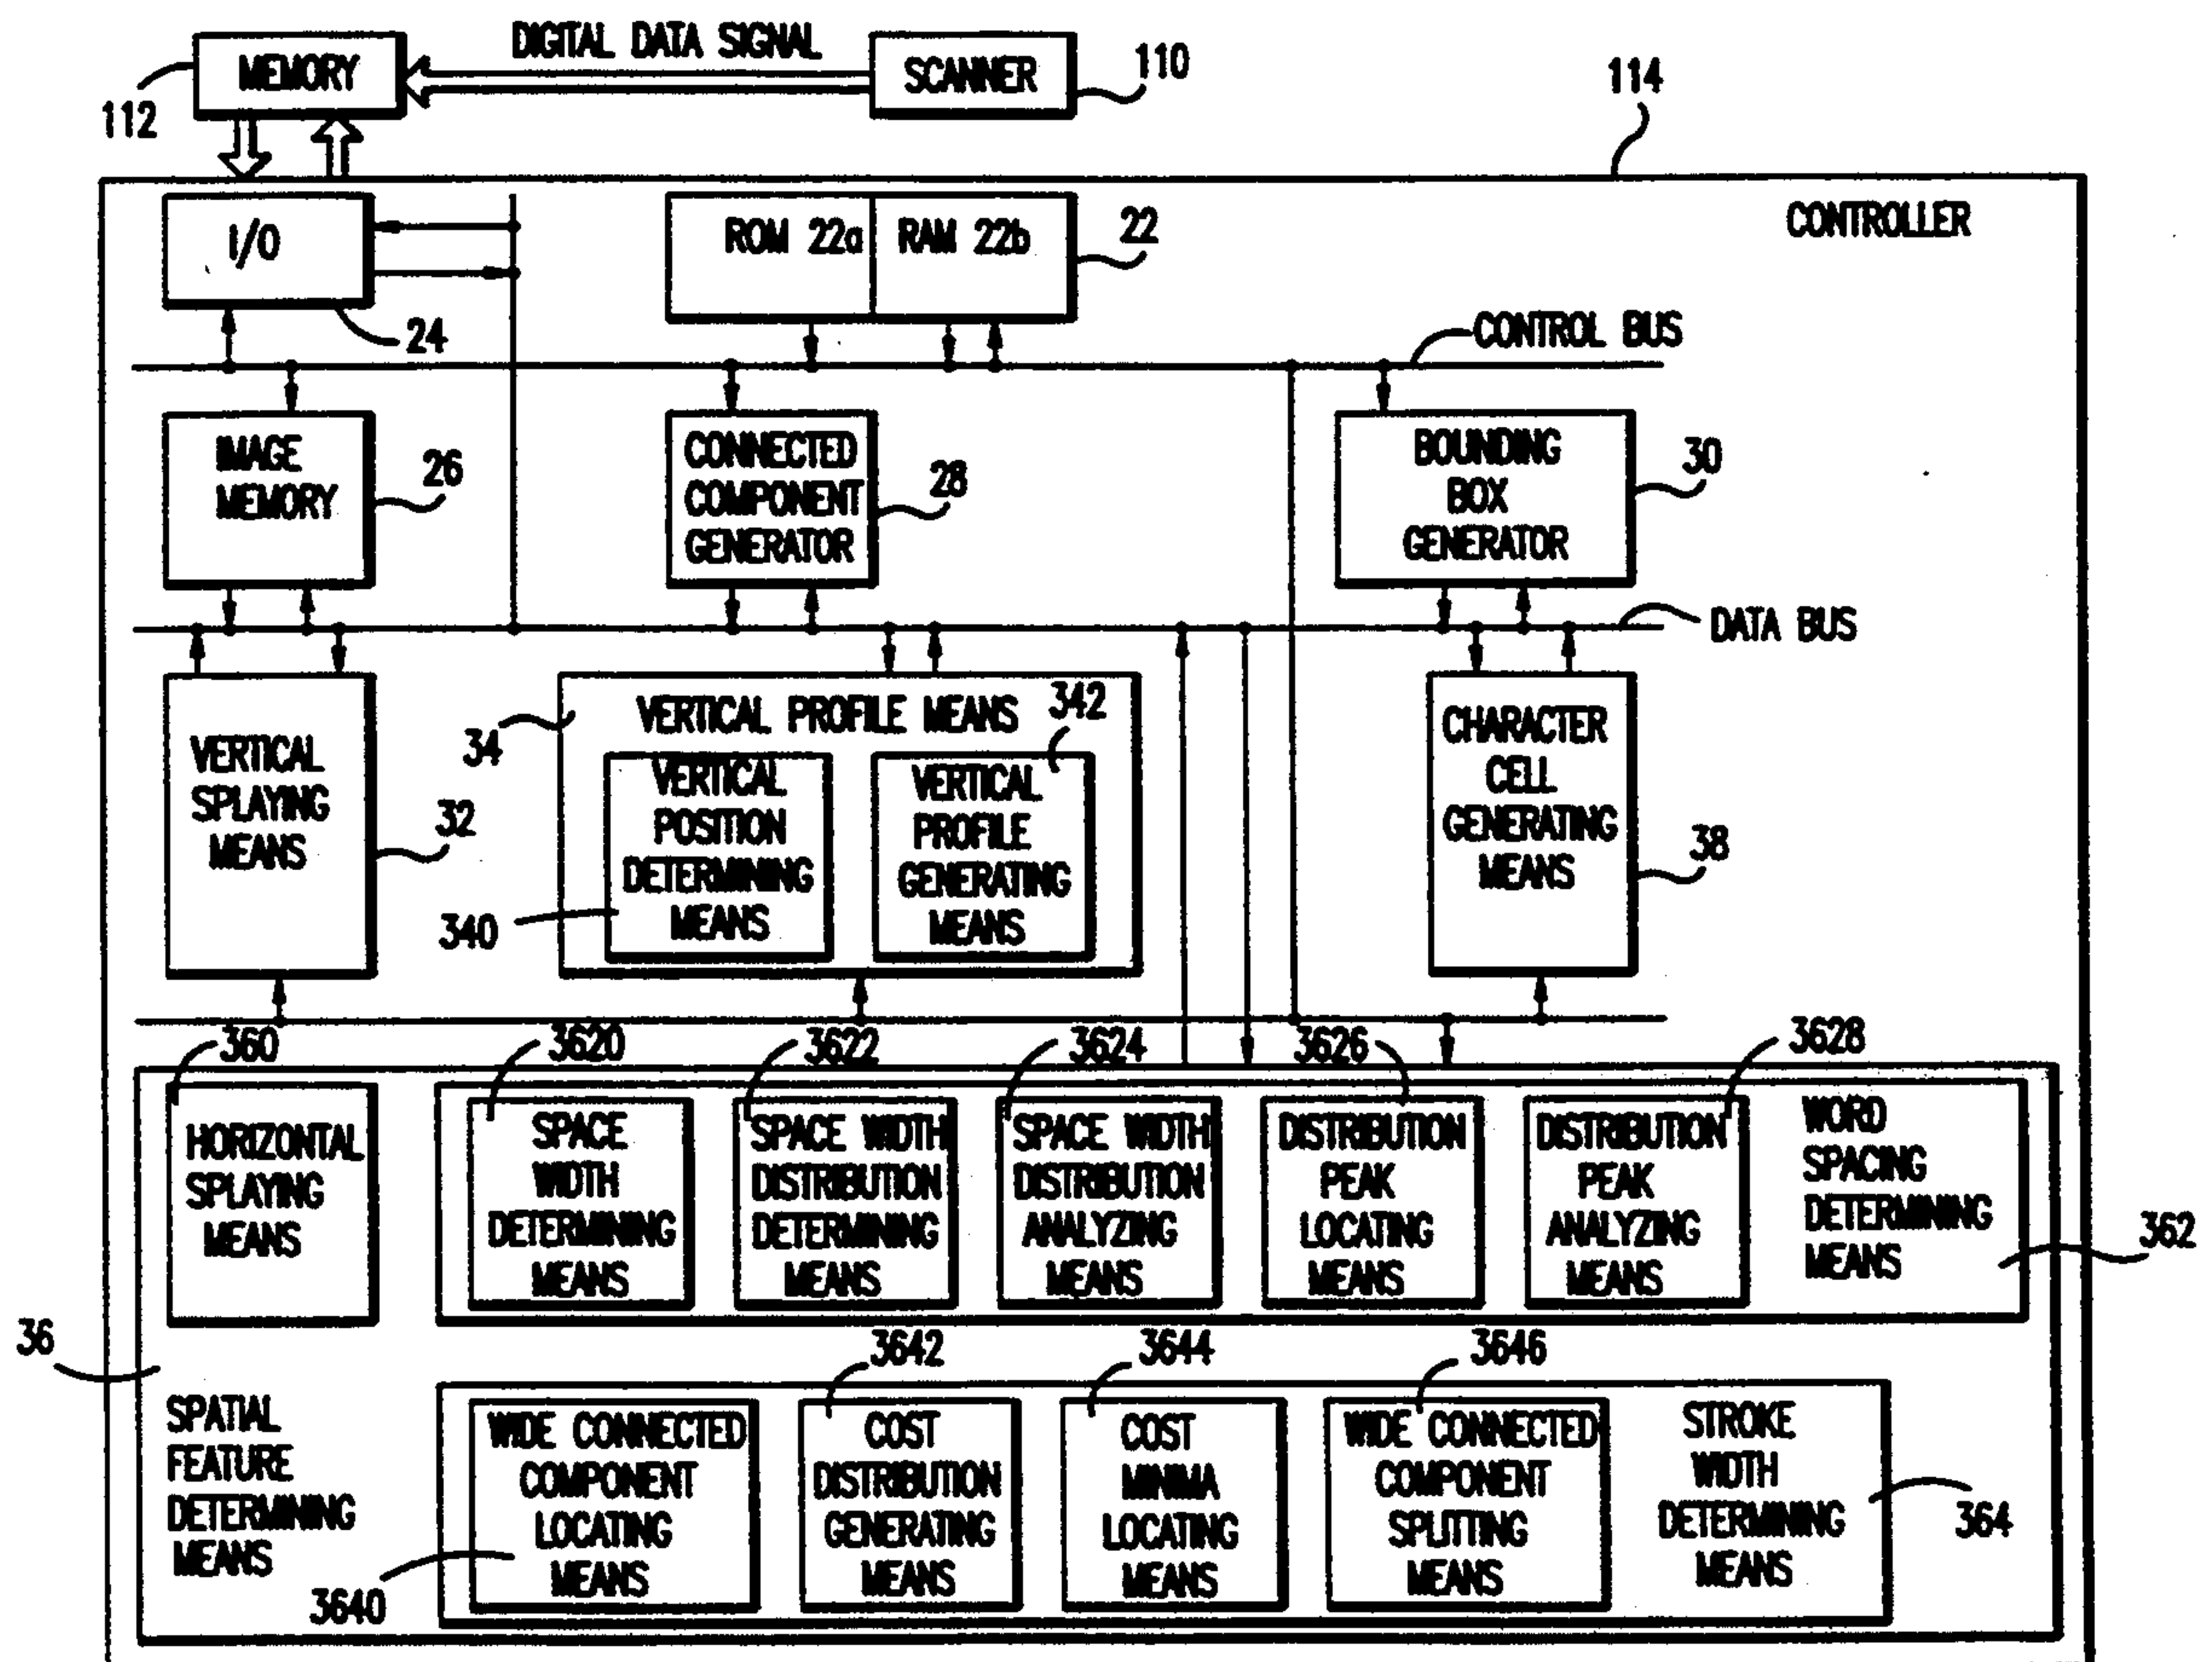 DIGITAL DATA SIGNAL
MEMORY
SCANNER
110
112
114
I/O
ROM 22a
RAM 22b
22
CONTROLLER
24
CONTROL BUS
IMAGE
MEMORY
26
CONNECTED
COMPONENT
GENERATOR
28
BOUNDING
BOX
GENERATOR
30
DATA BUS
VERTICAL
SPLAYING
MEANS
32
34
VERTICAL PROFILE MEANS
342
VERTICAL
POSITION
DETERMINING
MEANS
340
VERTICAL
PROFILE
GENERATING
MEANS
CHARACTER
CELL
GENERATING
MEANS
38
360
3620
3622
3624
3626
3628
HORIZONTAL
SPLAYING
MEANS
SPACE
WIDTH
DETERMINING
MEANS
SPACE WIDTH
DISTRIBUTION
DETERMINING
MEANS
SPACE WIDTH
DISTRIBUTION
ANALYZING
MEANS
DISTRIBUTION
PEAK
LOCATING
MEANS
DISTRIBUTION
PEAK
ANALYZING
MEANS
WORD
SPACING
DETERMINING
MEANS
362
36
3642
3644
3646
SPATIAL
FEATURE
DETERMINING
MEANS
WIDE CONNECTED
COMPONENT
LOCATING
MEANS
3640
COST
DISTRIBUTION
GENERATING
MEANS
COST
MINIMA
LOCATING
MEANS
WIDE CONNECTED
COMPONENT
SPLITTING
MEANS
STROKE
WIDTH
DETERMINING
MEANS
364